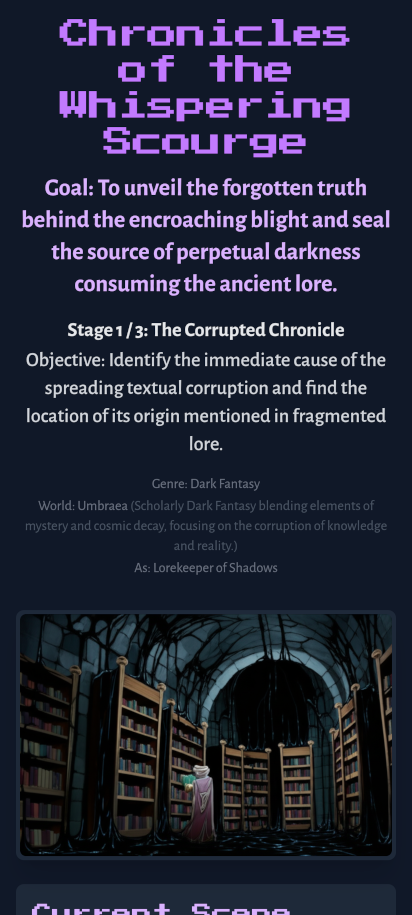 Chronicles
of the
Whispering
Scourge
Goal: To unveil the forgotten truth
behind the encroaching blight and seal
the source of perpetual darkness
consuming the ancient lore.
Stage 1 / 3: The Corrupted Chronicle
Objective: Identify the immediate cause of the
spreading textual corruption and find the
location of its origin mentioned in fragmented
lore.
Genre: Dark Fantasy
World: Umbraea (Scholarly Dark Fantasy blending elements of
mystery and cosmic decay, focusing on the corruption of knowledge
and reality.)
As: Lorekeeper of Shadows
Current Scene